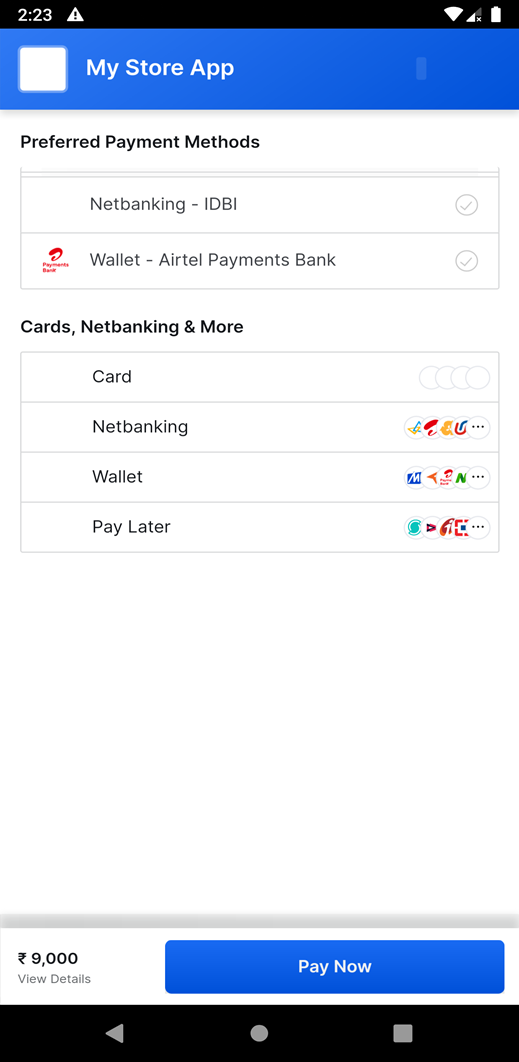 2:23
My Store App
Preferred Payment Methods
Netbanking - IDBI
Payments
Bank
Wallet - Airtel Payments Bank
Cards, Netbanking & More
Card
Netbanking
Wallet
Pay Later
₹ 9,000
View Details
Pay Now